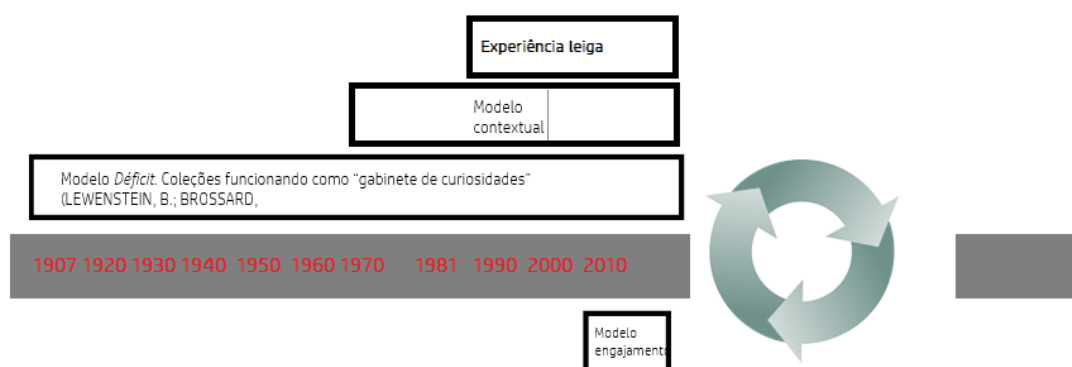 Experiência leiga
Modelo
contextual
Modelo Déficit. Coleções funcionando como “gabinete de curiosidades”
(LEWENSTEIN, B.; BROSSARD,
1907 1920 1930 1940 1950 1960 1970 1981 1990 2000 2010
Modelo
engajamento